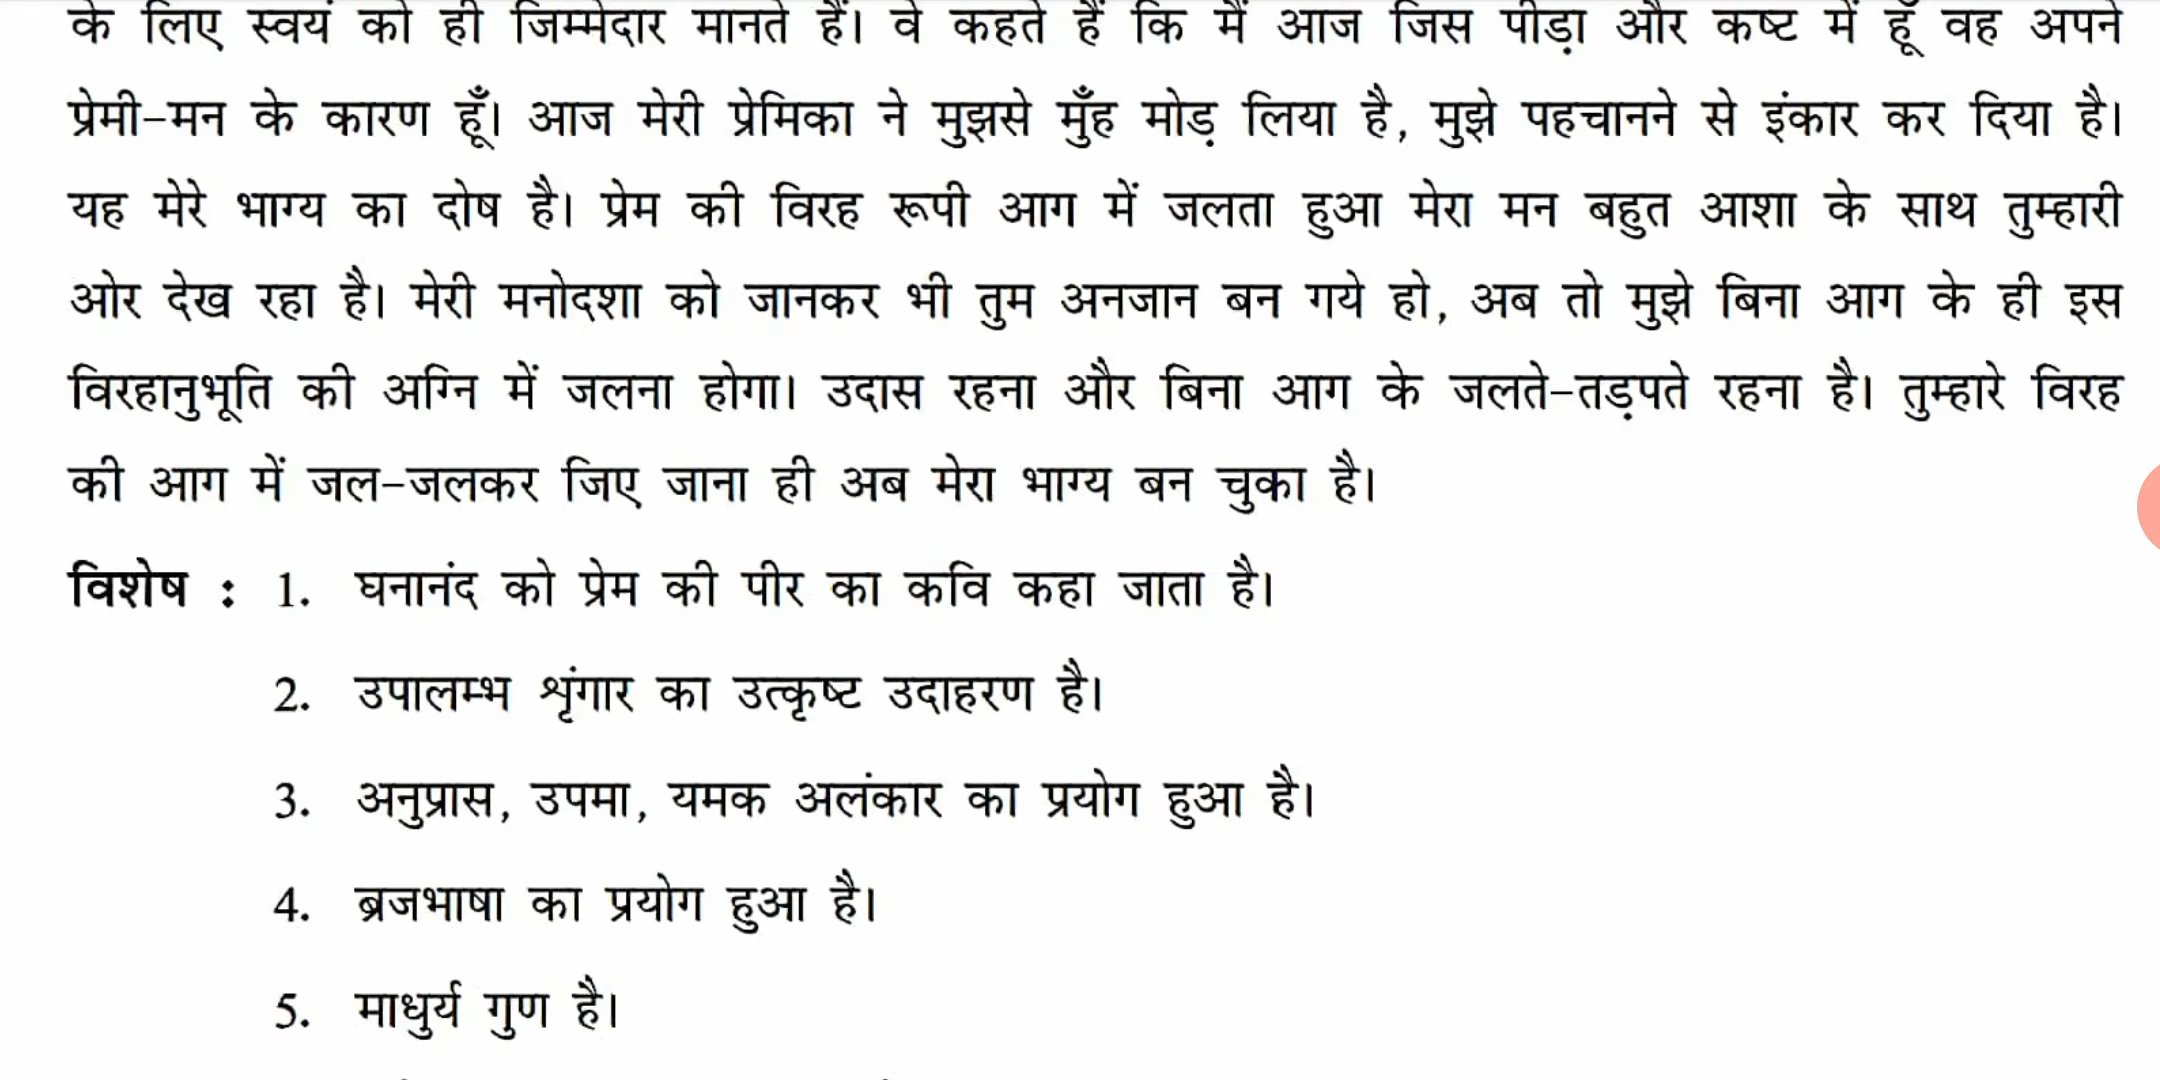 के लिए स्वयं को ही जिम्मेदार मानते हैं। वे कहते हैं कि मैं आज जिस पीड़ा और कष्ट में हूँ वह अपने
प्रेमी-मन के कारण हूँ। आज मेरी प्रेमिका ने मुझसे मुँह मोड़ लिया है, मुझे पहचानने से इंकार कर दिया है।
यह मेरे भाग्य का दोष है। प्रेम की विरह रूपी आग में जलता हुआ मेरा मन बहुत आशा के साथ तुम्हारी
ओर देख रहा है। मेरी मनोदशा को जानकर भी तुम अनजान बन गये हो, अब तो मुझे बिना आग के ही इस
विरहानुभूति की अग्नि में जलना होगा। उदास रहना और बिना आग के जलते-तड़पते रहना है। तुम्हारे विरह
की आग में जल-जलकर जिए जाना ही अब मेरा भाग्य बन चुका है।
विशेष : 1. घनानंद को प्रेम की पीर का कवि कहा जाता है।
2. उपालम्भ शृंगार का उत्कृष्ट उदाहरण है।
3. अनुप्रास, उपमा, यमक अलंकार का प्रयोग हुआ है।
4. ब्रजभाषा का प्रयोग हुआ है।
5. माधुर्य गुण है।